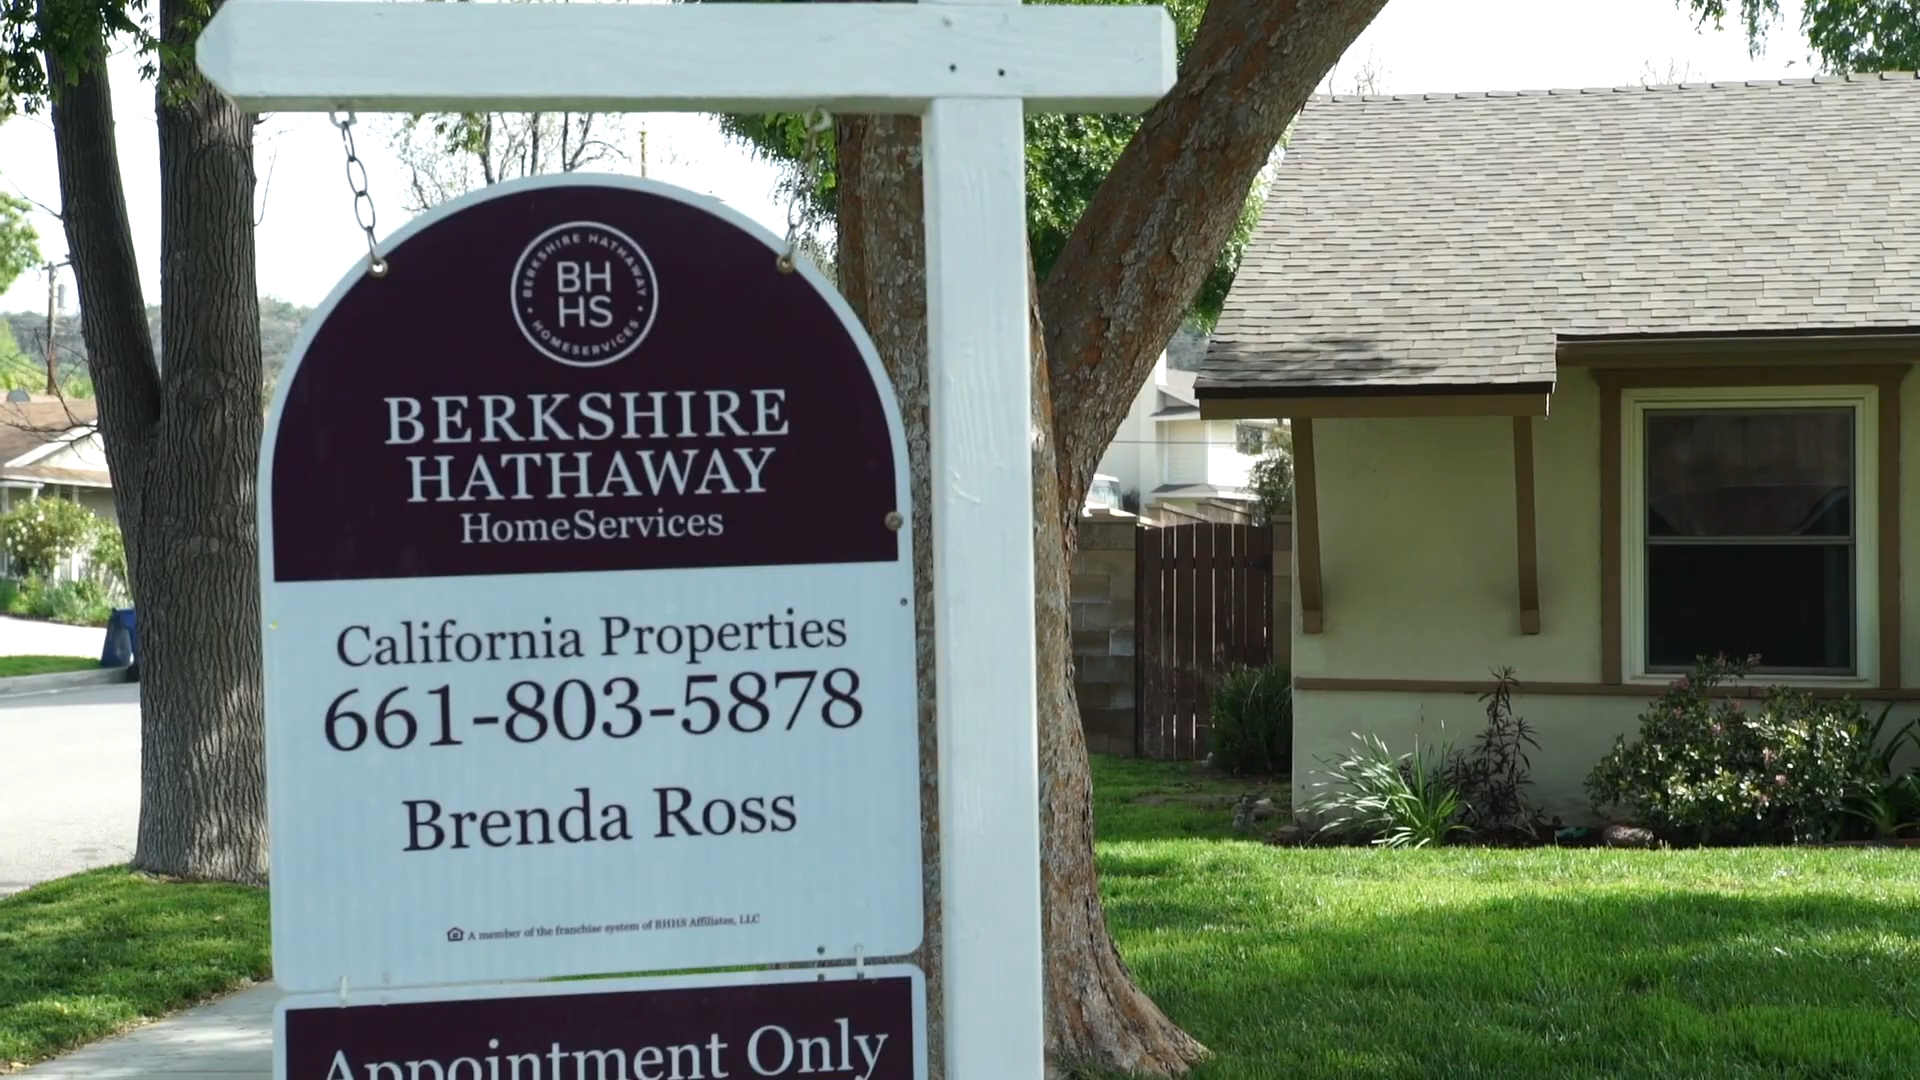 BERKSHIRE HATHAWAY
HOMESERVICES
BH
HS
BERKSHIRE
HATHAWAY
HomeServices
California Properties
661-803-5878
Brenda Ross
A member of the franchise system of BHHS Affiliates, LLC
Appointment Only